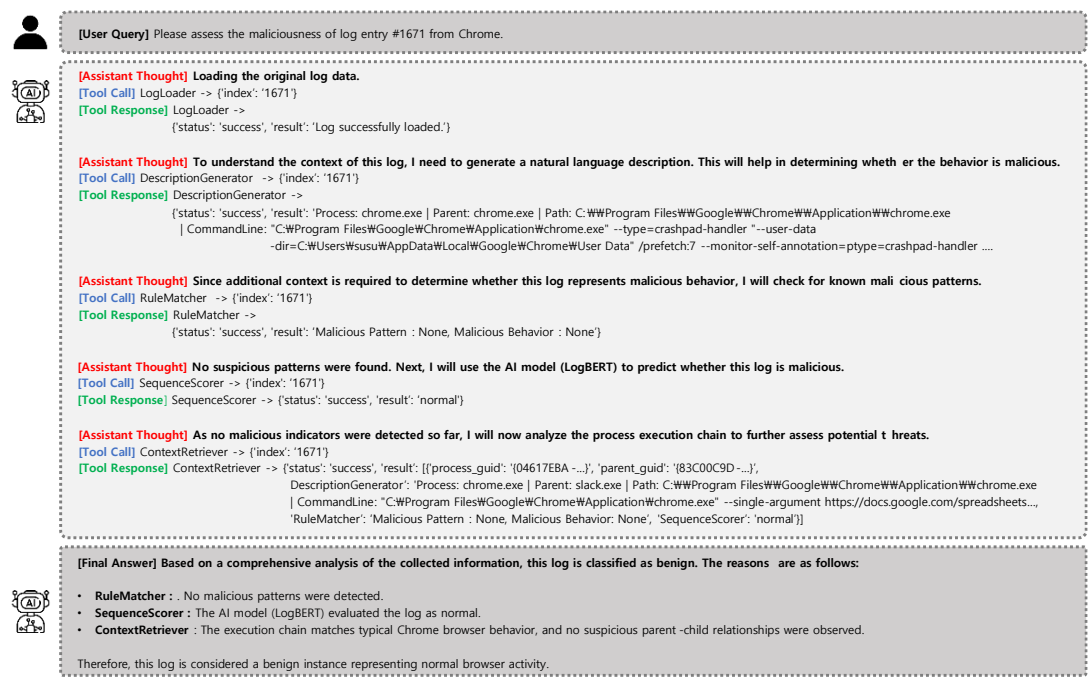 [User Query] Please assess the maliciousness of log entry #1671 from Chrome.
[Assistant Thought] Loading the original log data.
[Tool Call] LogLoader -> {'index': '1671'}
[Tool Response] LogLoader ->
{'status': 'success', 'result': 'Log successfully loaded.'}
[Assistant Thought] To understand the context of this log, I need to generate a natural language description. This will help in determining wheth er the behavior is malicious.
[Tool Call] DescriptionGenerator -> {'index': '1671'}
[Tool Response] DescriptionGenerator ->
{'status': 'success', 'result': 'Process: chrome.exe | Parent: chrome.exe | Path: C:₩₩Program Files₩₩Google₩₩Chrome₩₩Application₩₩chrome.exe
| CommandLine: "C:₩Program Files₩Google₩Chrome₩Application₩chrome.exe" --type=crashpad-handler "--user-data
-dir=C:₩Users₩susu₩AppData₩Local₩Google₩Chrome₩User Data" /prefetch:7 --monitor-self-annotation=ptype=crashpad-handler ....
[Assistant Thought] Since additional context is required to determine whether this log represents malicious behavior, I will check for known mali cious patterns.
[Tool Call] RuleMatcher -> {'index': '1671'}
[Tool Response] RuleMatcher ->
{'status': 'success', 'result': 'Malicious Pattern : None, Malicious Behavior : None'}
[Assistant Thought] No suspicious patterns were found. Next, I will use the AI model (LogBERT) to predict whether this log is malicious.
[Tool Call] SequenceScorer -> {'index': '1671'}
[Tool Response] SequenceScorer -> {'status': 'success', 'result': 'normal'}
[Assistant Thought] As no malicious indicators were detected so far, I will now analyze the process execution chain to further assess potential t hreats.
[Tool Call] ContextRetriever -> {'index': '1671'}
[Tool Response] ContextRetriever -> {'status': 'success', 'result': [{'process_guid': '{04617EBA -...}', 'parent_guid': '{83C00C9D -...}',
DescriptionGenerator': 'Process: chrome.exe | Parent: slack.exe | Path: C:₩₩Program Files₩₩Google₩₩Chrome₩₩Application₩₩chrome.exe
| CommandLine: "C:₩Program Files₩Google₩Chrome₩Application₩chrome.exe" --single-argument https://docs.google.com/spreadsheets...,
'RuleMatcher': 'Malicious Pattern : None, Malicious Behavior: None', 'SequenceScorer': 'normal'}]
[Final Answer] Based on a comprehensive analysis of the collected information, this log is classified as benign. The reasons are as follows:
• RuleMatcher : . No malicious patterns were detected.
• SequenceScorer : The AI model (LogBERT) evaluated the log as normal.
• ContextRetriever : The execution chain matches typical Chrome browser behavior, and no suspicious parent -child relationships were observed.
Therefore, this log is considered a benign instance representing normal browser activity.
AI
AI